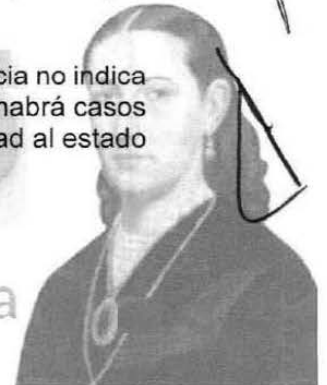 cia no indica
habrá casos
ad al estado
a